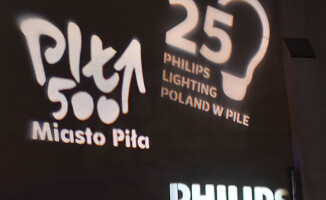 Piła
500
Miasto Piła
25
PHILIPS
LIGHTING
POLAND W PILE
PHILIPS